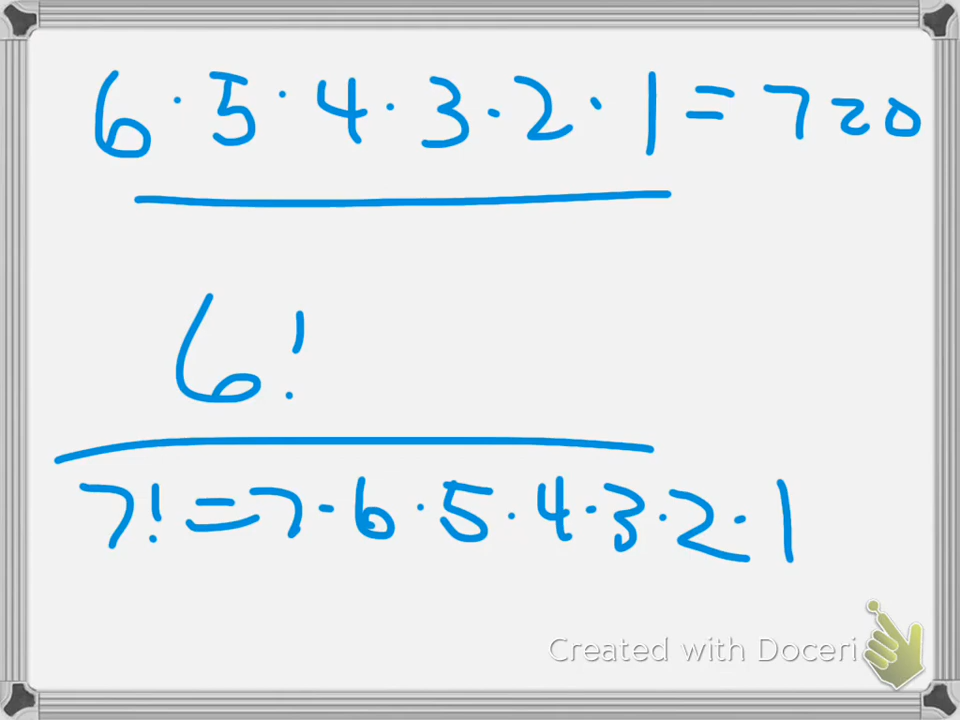 6 · 5 · 4 · 3 · 2 · 1 = 720
6!
7! = 7 · 6 · 5 · 4 · 3 · 2 · 1
Created with Doceri